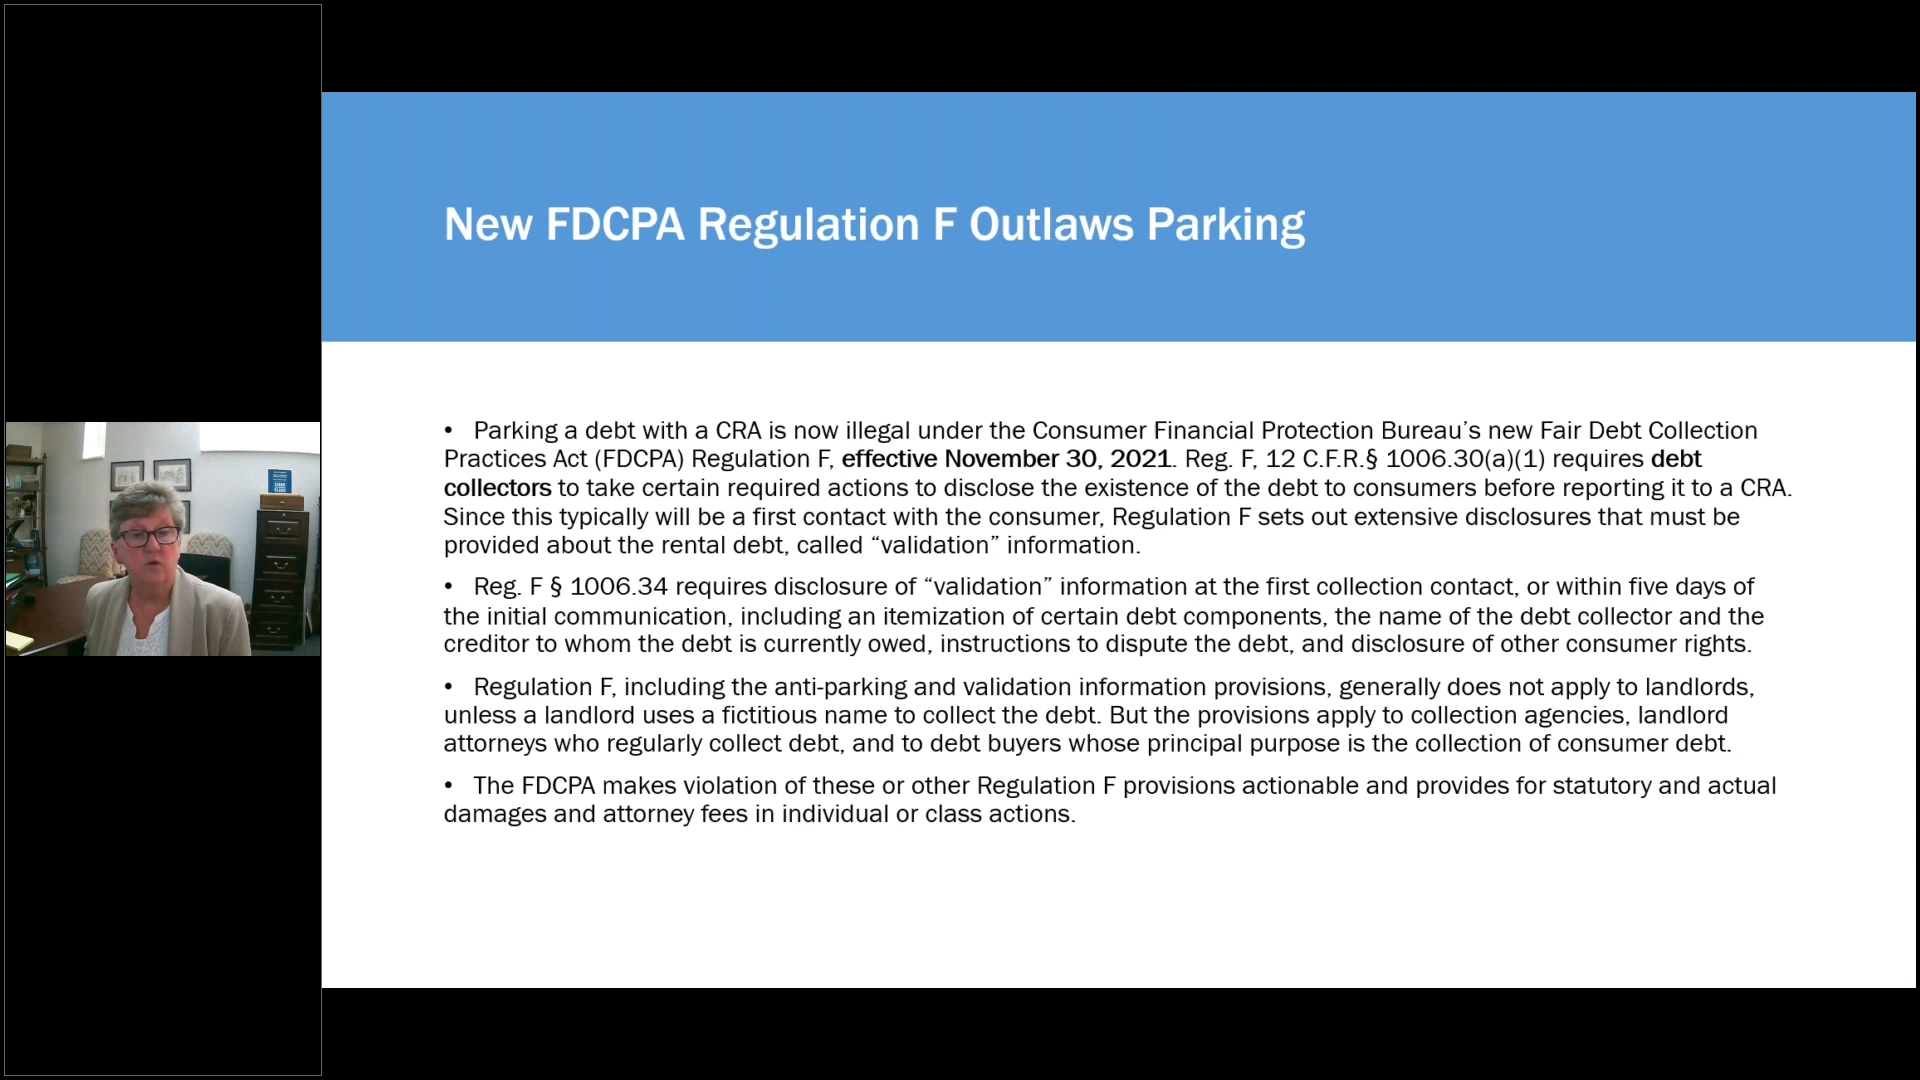 New FDCPA Regulation F Outlaws Parking
• Parking a debt with a CRA is now illegal under the Consumer Financial Protection Bureau’s new Fair Debt Collection
Practices Act (FDCPA) Regulation F, effective November 30, 2021. Reg. F, 12 C.F.R.§ 1006.30(a)(1) requires debt
collectors to take certain required actions to disclose the existence of the debt to consumers before reporting it to a CRA.
Since this typically will be a first contact with the consumer, Regulation F sets out extensive disclosures that must be
provided about the rental debt, called “validation” information.
• Reg. F § 1006.34 requires disclosure of “validation” information at the first collection contact, or within five days of
the initial communication, including an itemization of certain debt components, the name of the debt collector and the
creditor to whom the debt is currently owed, instructions to dispute the debt, and disclosure of other consumer rights.
• Regulation F, including the anti-parking and validation information provisions, generally does not apply to landlords,
unless a landlord uses a fictitious name to collect the debt. But the provisions apply to collection agencies, landlord
attorneys who regularly collect debt, and to debt buyers whose principal purpose is the collection of consumer debt.
• The FDCPA makes violation of these or other Regulation F provisions actionable and provides for statutory and actual
damages and attorney fees in individual or class actions.